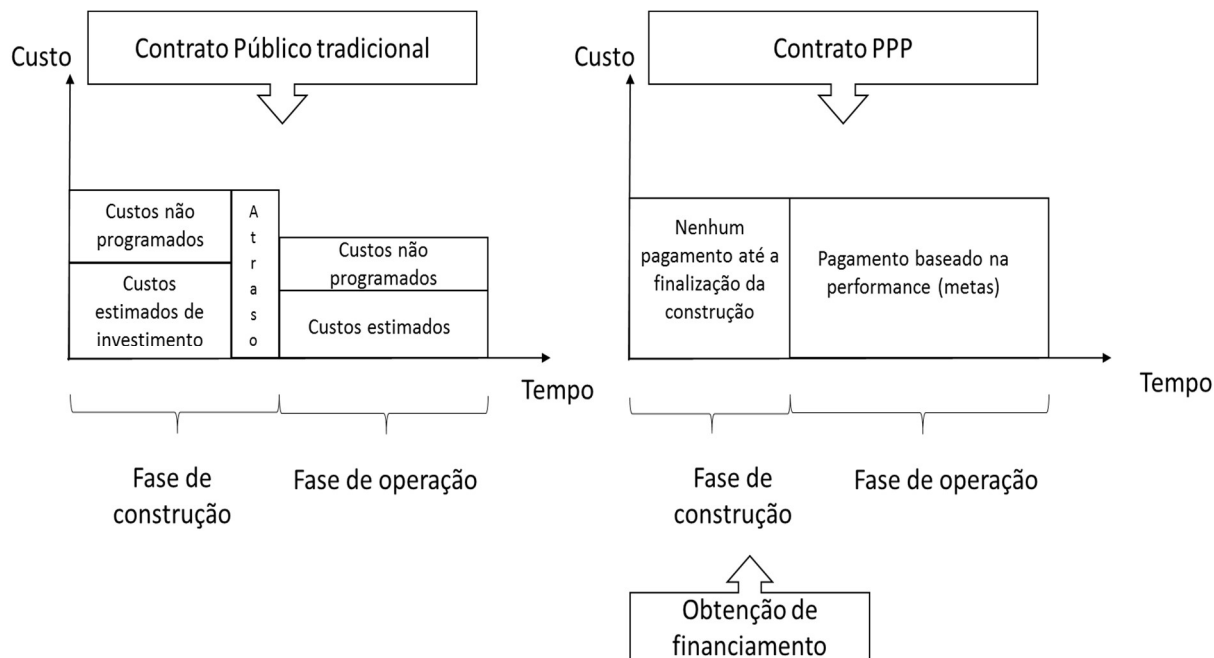 Contrato Público tradicional
Custo
Custos não
programados
Custos
estimados de
investimento
A
t
r
a
s
o
Custos não
programados
Custos estimados
Tempo
Fase de
construção
Fase de operação
Contrato PPP
Custo
Nenhum
pagamento até a
finalização da
construção
Pagamento baseado na
performance (metas)
Tempo
Fase de
construção
Fase de operação
Obtenção de
financiamento